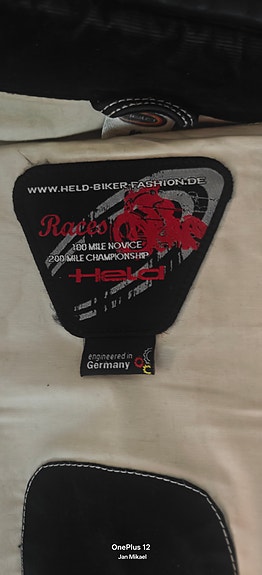 WWW.HELD-BIKER-FASHION.DE
Races
100 MILE NOVICE
200 MILE CHAMPIONSHIP
Held
engineered in
Germany
OnePlus 12
Jan Mikael